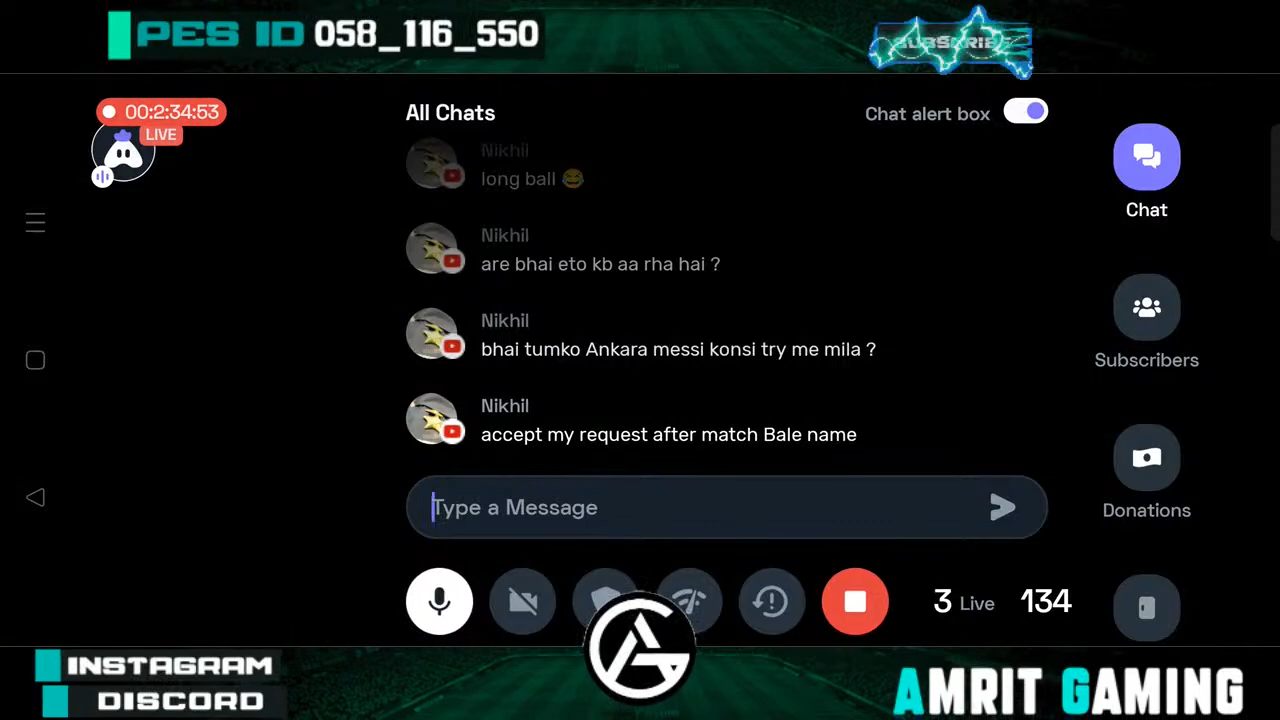 PES ID 058_116_550
SUBSCRIBE
00:2:34:53
LIVE
All Chats
Chat alert box
Nikhil
long ball 😂
Nikhil
are bhai eto kb aa rha hai ?
Nikhil
bhai tumko Ankara messi konsi try me mila ?
Nikhil
accept my request after match Bale name
Type a Message
Chat
Subscribers
Donations
3 Live 134
INSTAGRAM
DISCORD
AMRIT GAMING